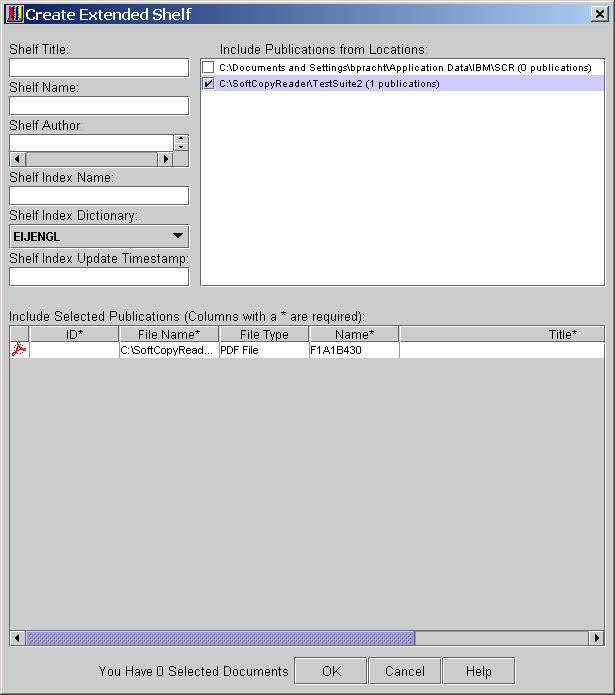 Create Extended Shelf
Shelf Title:
Include Publications from Locations:
C:\Documents and Settings\bpracht\Application Data\IBM\SCR (0 publications)
C:\SoftCopyReader\TestSuite2 (1 publications)
Shelf Name:
Shelf Author:
Shelf Index Name:
Shelf Index Dictionary:
EIJENGL
Shelf Index Update Timestamp:
Include Selected Publications (Columns with a * are required):
ID* File Name* File Type Name* Title*
C:\SoftCopyRead... PDF File F1A1B430
You Have 0 Selected Documents OK Cancel Help